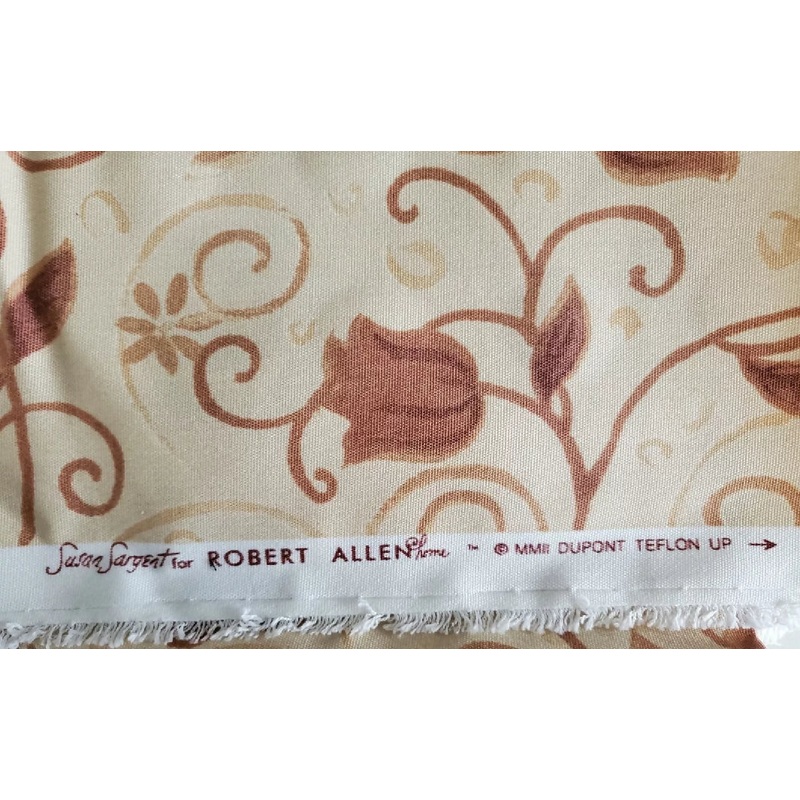 Susan Sargent for ROBERT ALLEN @home ™ © MMII DUPONT TEFLON UP →